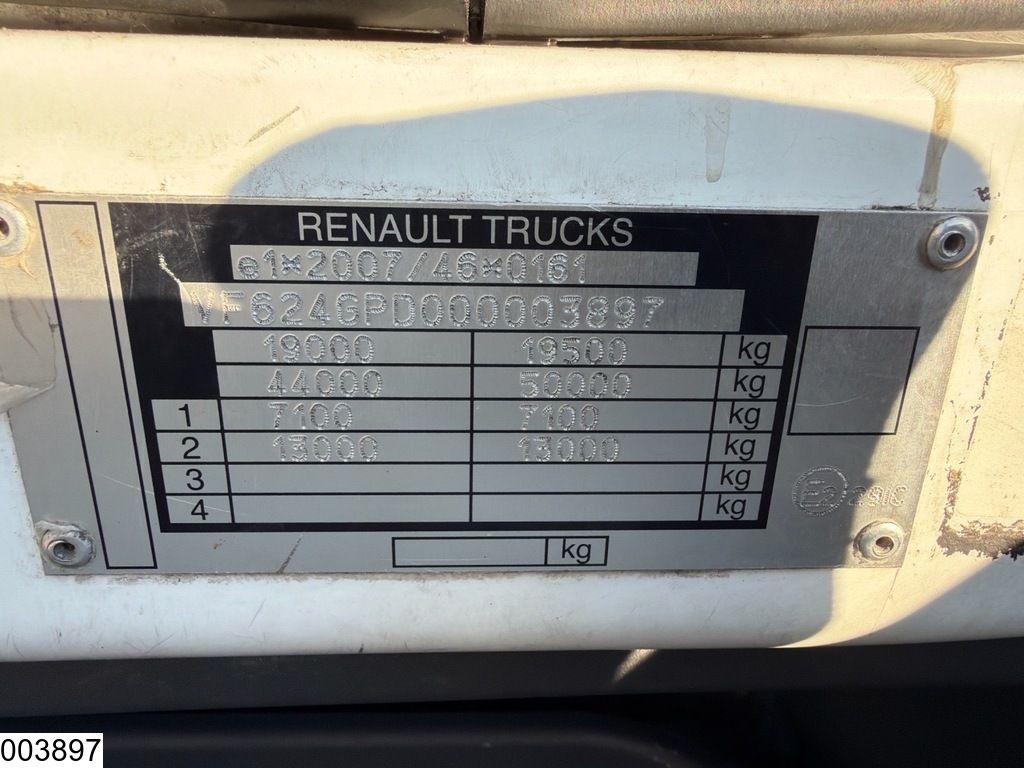 RENAULT TRUCKS
e1*2007/46*0161
VF624GPD000003897
19000 19500 kg
44000 50000 kg
1 7100 7100 kg
2 13000 13000 kg
3 kg
4 kg
kg
003897